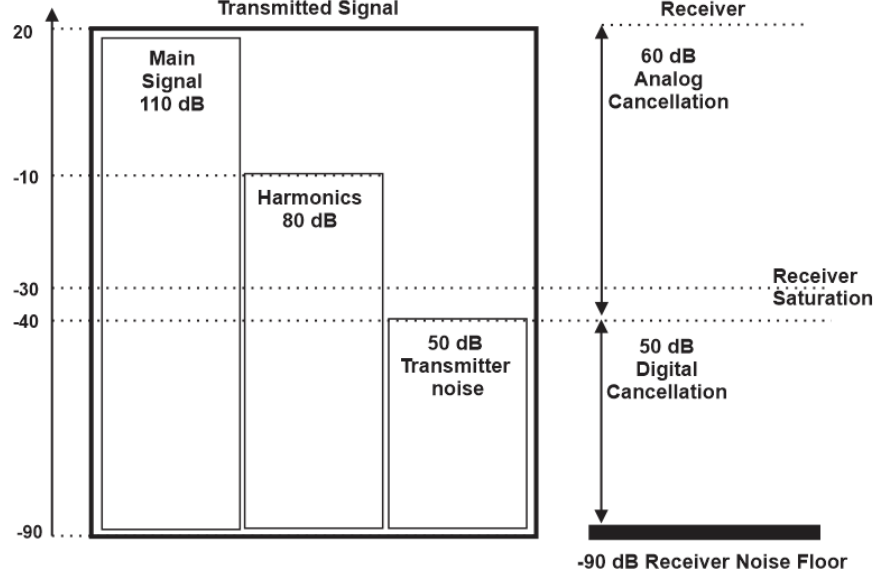 Transmitted Signal
Receiver
20
-10
-30
-40
-90
Main
Signal
110 dB
Harmonics
80 dB
50 dB
Transmitter
noise
60 dB
Analog
Cancellation
Receiver
Saturation
50 dB
Digital
Cancellation
-90 dB Receiver Noise Floor